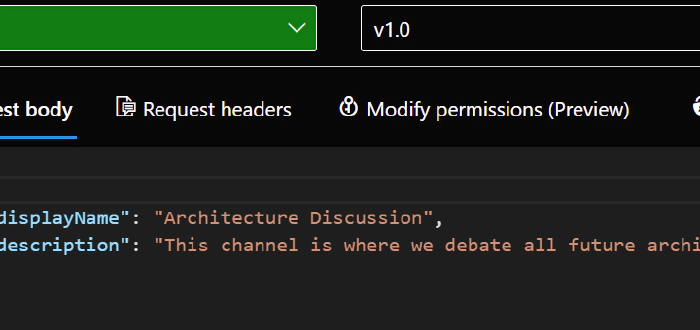 v1.0
est body Request headers Modify permissions (Preview)
displayName": "Architecture Discussion",
description": "This channel is where we debate all future archi